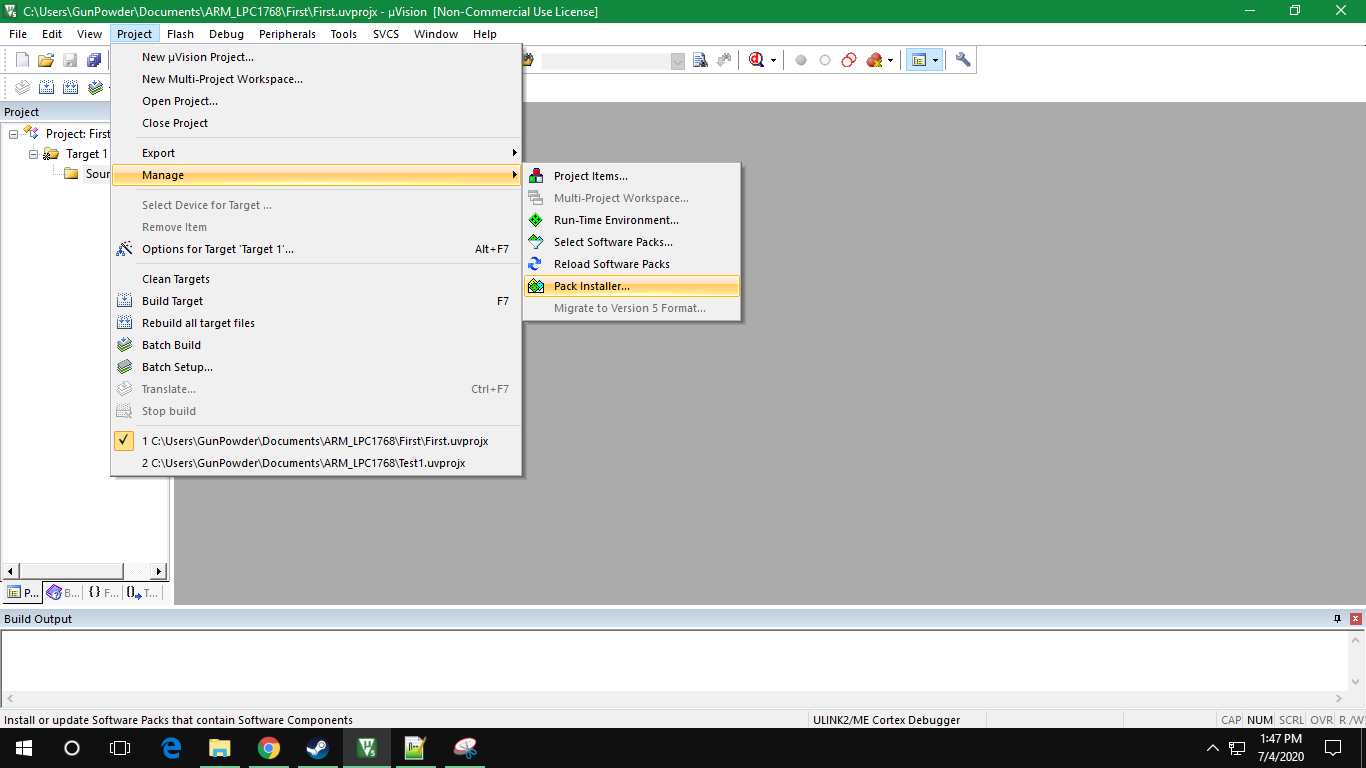 C:\Users\GunPowder\Documents\ARM_LPC1768\First\First.uvprojx - µVision [Non-Commercial Use License]
File Edit View Project Flash Debug Peripherals Tools SVCS Window Help
New µVision Project...
New Multi-Project Workspace...
Open Project...
Close Project
Export
Manage
Select Device for Target ...
Remove Item
Options for Target 'Target 1'... Alt+F7
Clean Targets
Build Target F7
Rebuild all target files
Batch Build
Batch Setup...
Translate... Ctrl+F7
Stop build
1 C:\Users\GunPowder\Documents\ARM_LPC1768\First\First.uvprojx
2 C:\Users\GunPowder\Documents\ARM_LPC1768\Test1.uvprojx
Project Items...
Multi-Project Workspace...
Run-Time Environment...
Select Software Packs...
Reload Software Packs
Pack Installer...
Migrate to Version 5 Format...
Project
Project: First
Target 1
Sour
P... B... {} F... T...
Build Output
Install or update Software Packs that contain Software Components ULINK2/ME Cortex Debugger CAP NUM SCRL OVR R/W
1:47 PM
7/4/2020